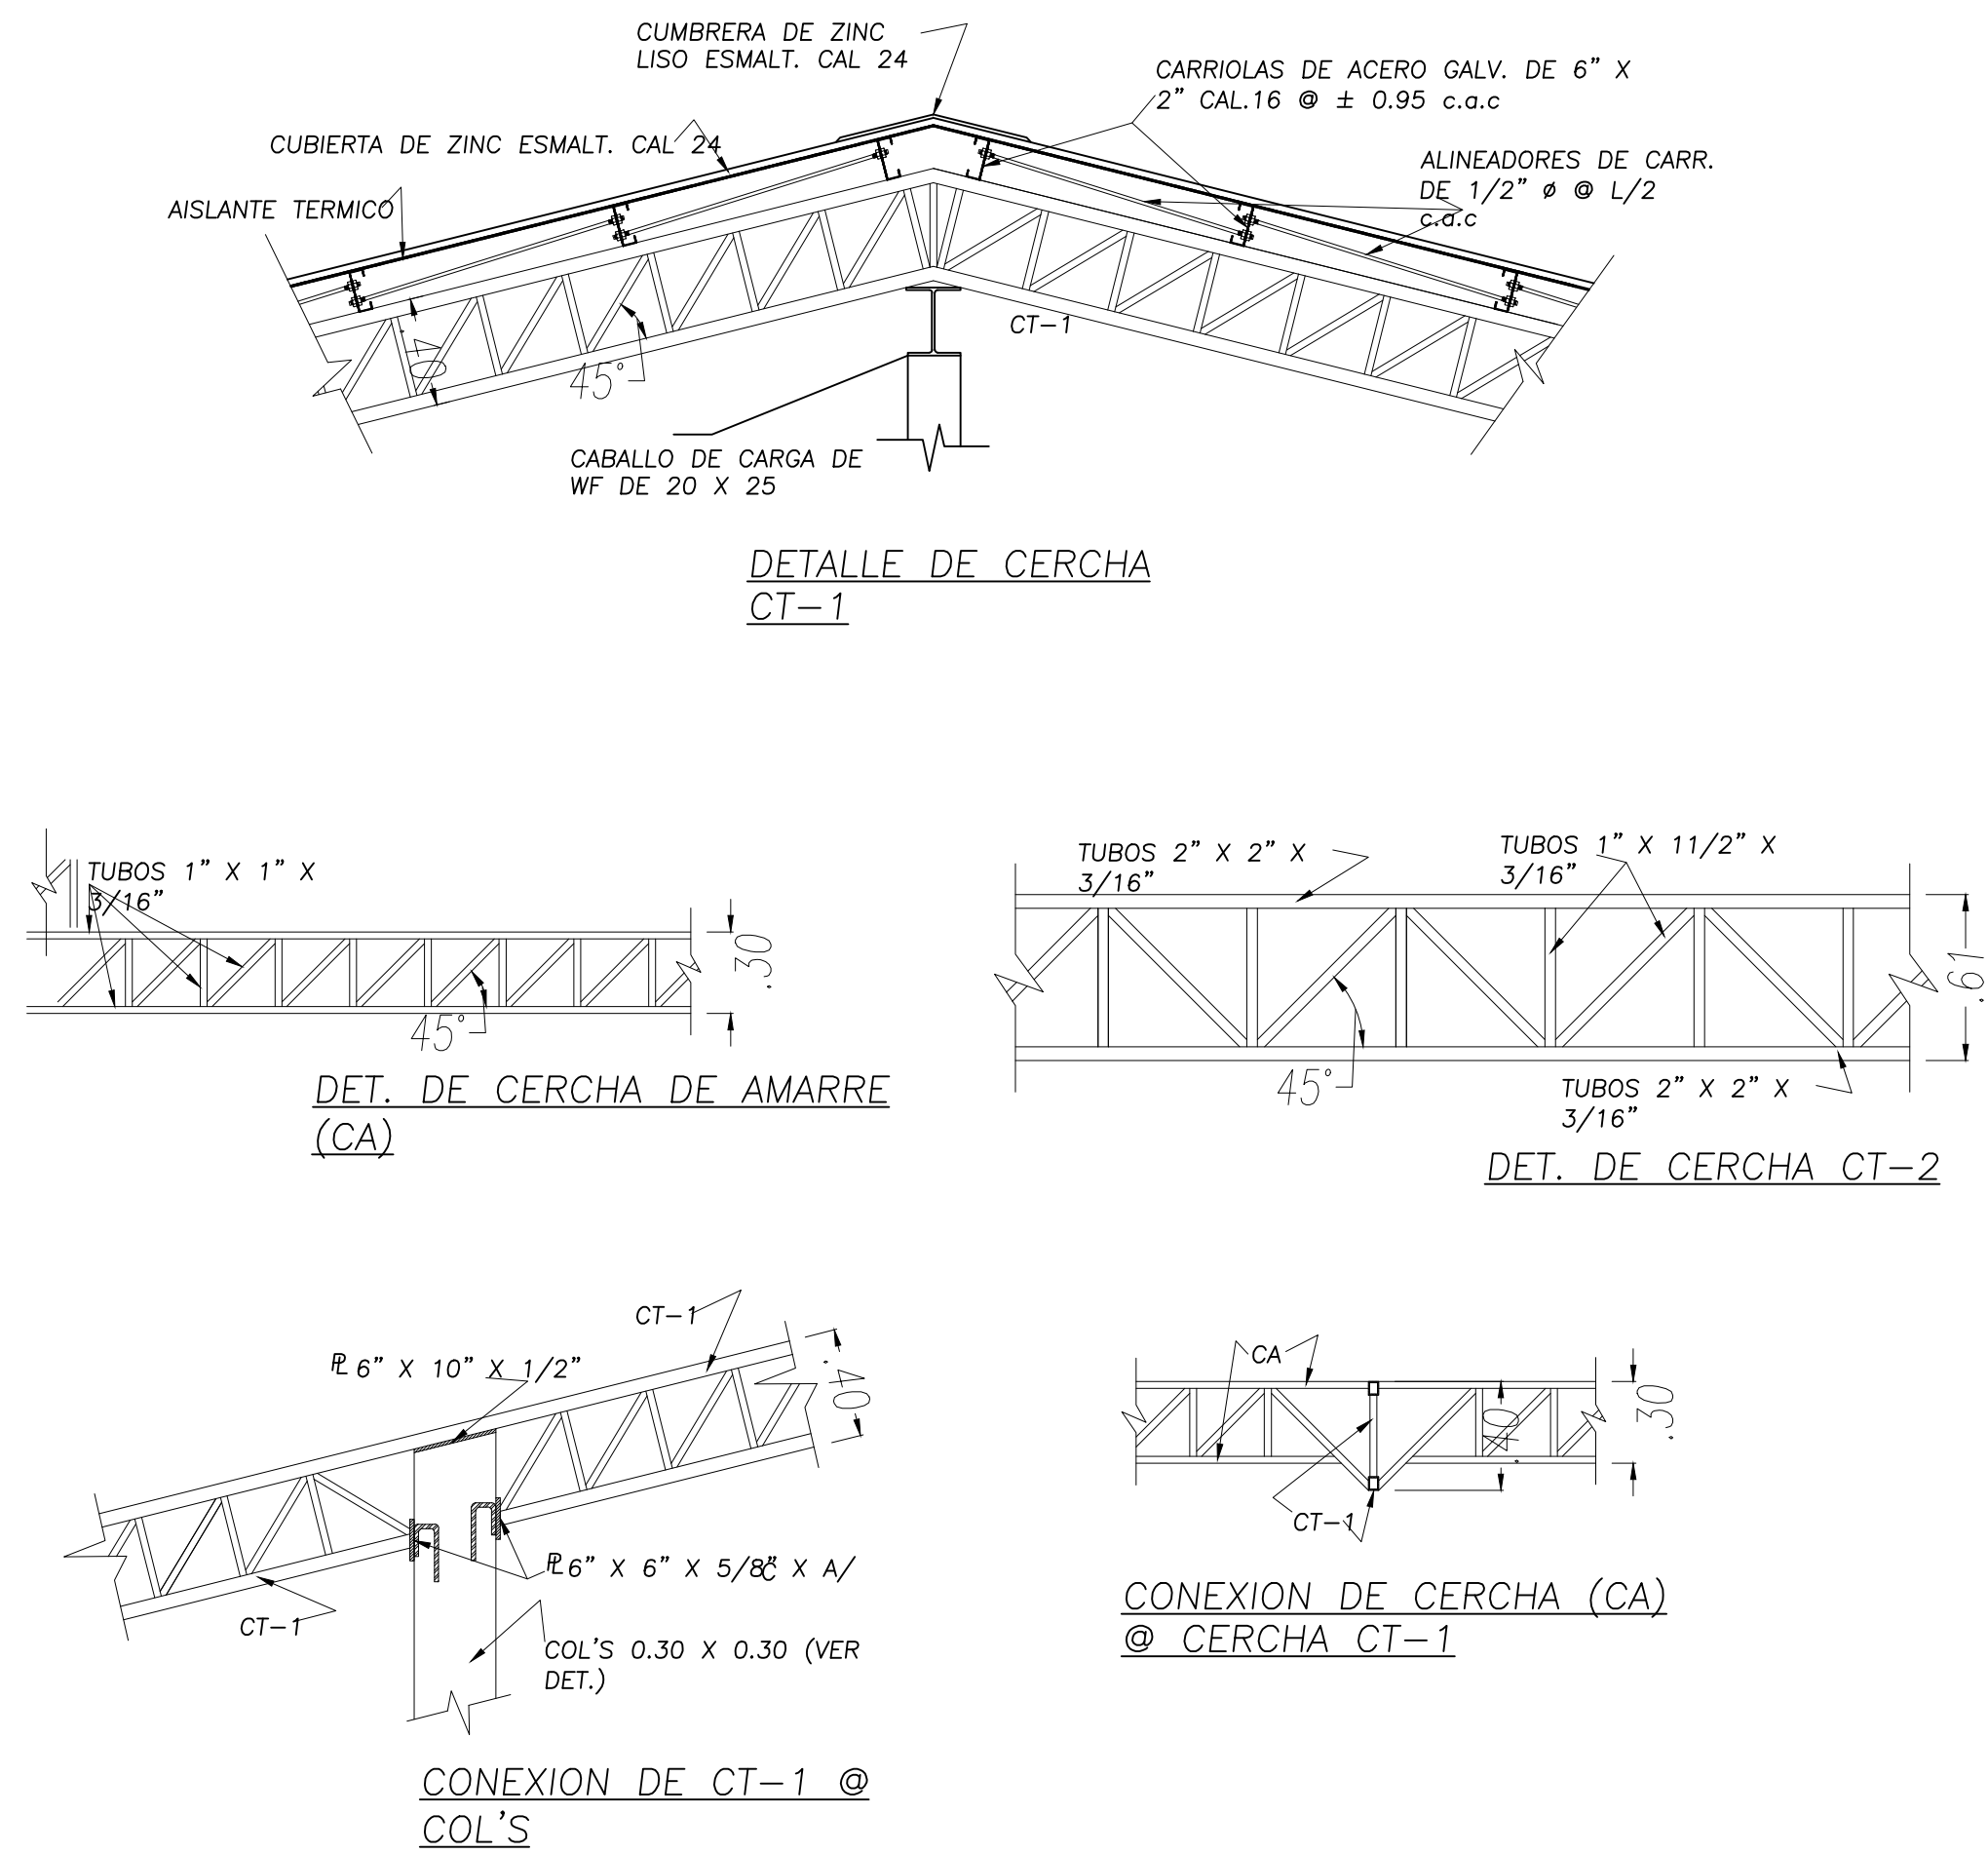 CUMBRERA DE ZINC
LISO ESMALT. CAL 24
CARRIOLAS DE ACERO GALV. DE 6" X
2" CAL.16 @ ± 0.95 c.a.c
CUBIERTA DE ZINC ESMALT. CAL 24
ALINEADORES DE CARR.
DE 1/2" ø @ L/2
c.a.c
AISLANTE TERMICO
.40
45°
CT-1
CABALLO DE CARGA DE
WF DE 20 X 25
DETALLE DE CERCHA
CT-1
TUBOS 1" X 1" X
3/16"
.30
45°
DET. DE CERCHA DE AMARRE
(CA)
TUBOS 2" X 2" X
3/16"
TUBOS 1" X 11/2" X
3/16"
.61
45°
TUBOS 2" X 2" X
3/16"
DET. DE CERCHA CT-2
CT-1
℄ 6" X 10" X 1/2"
.40
℄ 6" X 6" X 5/8" X A/
C
CT-1
COL'S 0.30 X 0.30 (VER
DET.)
CONEXION DE CT-1 @
COL'S
CA
.40
.30
CT-1
CONEXION DE CERCHA (CA)
@ CERCHA CT-1